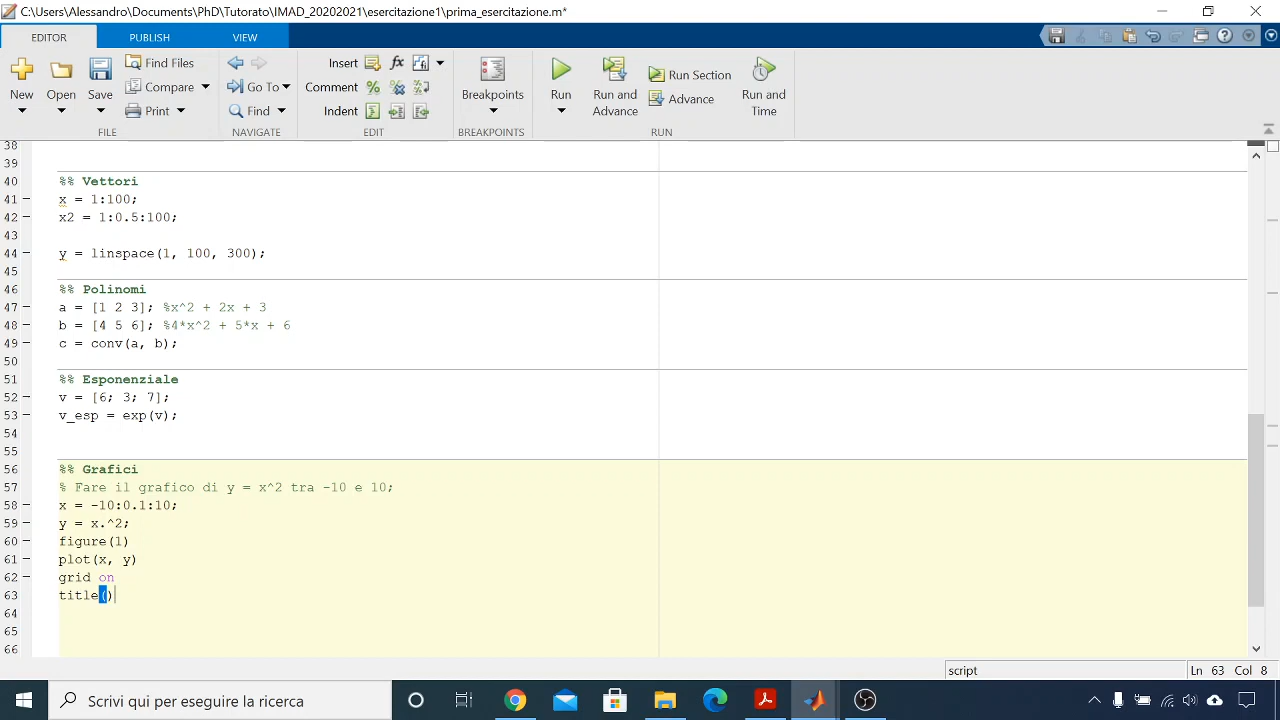 C:\Users\Alessandro\Documents\PhD\Tutorato\IMAD_20202021\esercitazione1\prima_esercitazione.m*
EDITOR PUBLISH VIEW
New Open Save Find Files Compare Print
Go To Find
Insert fx
Comment
Indent
Breakpoints
Run Run and Advance Run Section Advance Run and Time
FILE NAVIGATE EDIT BREAKPOINTS RUN
38
39
40 %% Vettori
41 x = 1:100;
42 x2 = 1:0.5:100;
43
44 y = linspace(1, 100, 300);
45
46 %% Polinomi
47 a = [1 2 3]; %x^2 + 2x + 3
48 b = [4 5 6]; %4*x^2 + 5*x + 6
49 c = conv(a, b);
50
51 %% Esponenziale
52 v = [6; 3; 7];
53 v_esp = exp(v);
54
55
56 %% Grafici
57 % Fare il grafico di y = x^2 tra -10 e 10;
58 x = -10:0.1:10;
59 y = x.^2;
60 figure(1)
61 plot(x, y)
62 grid on
63 title()
64
65
66
script Ln 63 Col 8
Scrivi qui per eseguire la ricerca